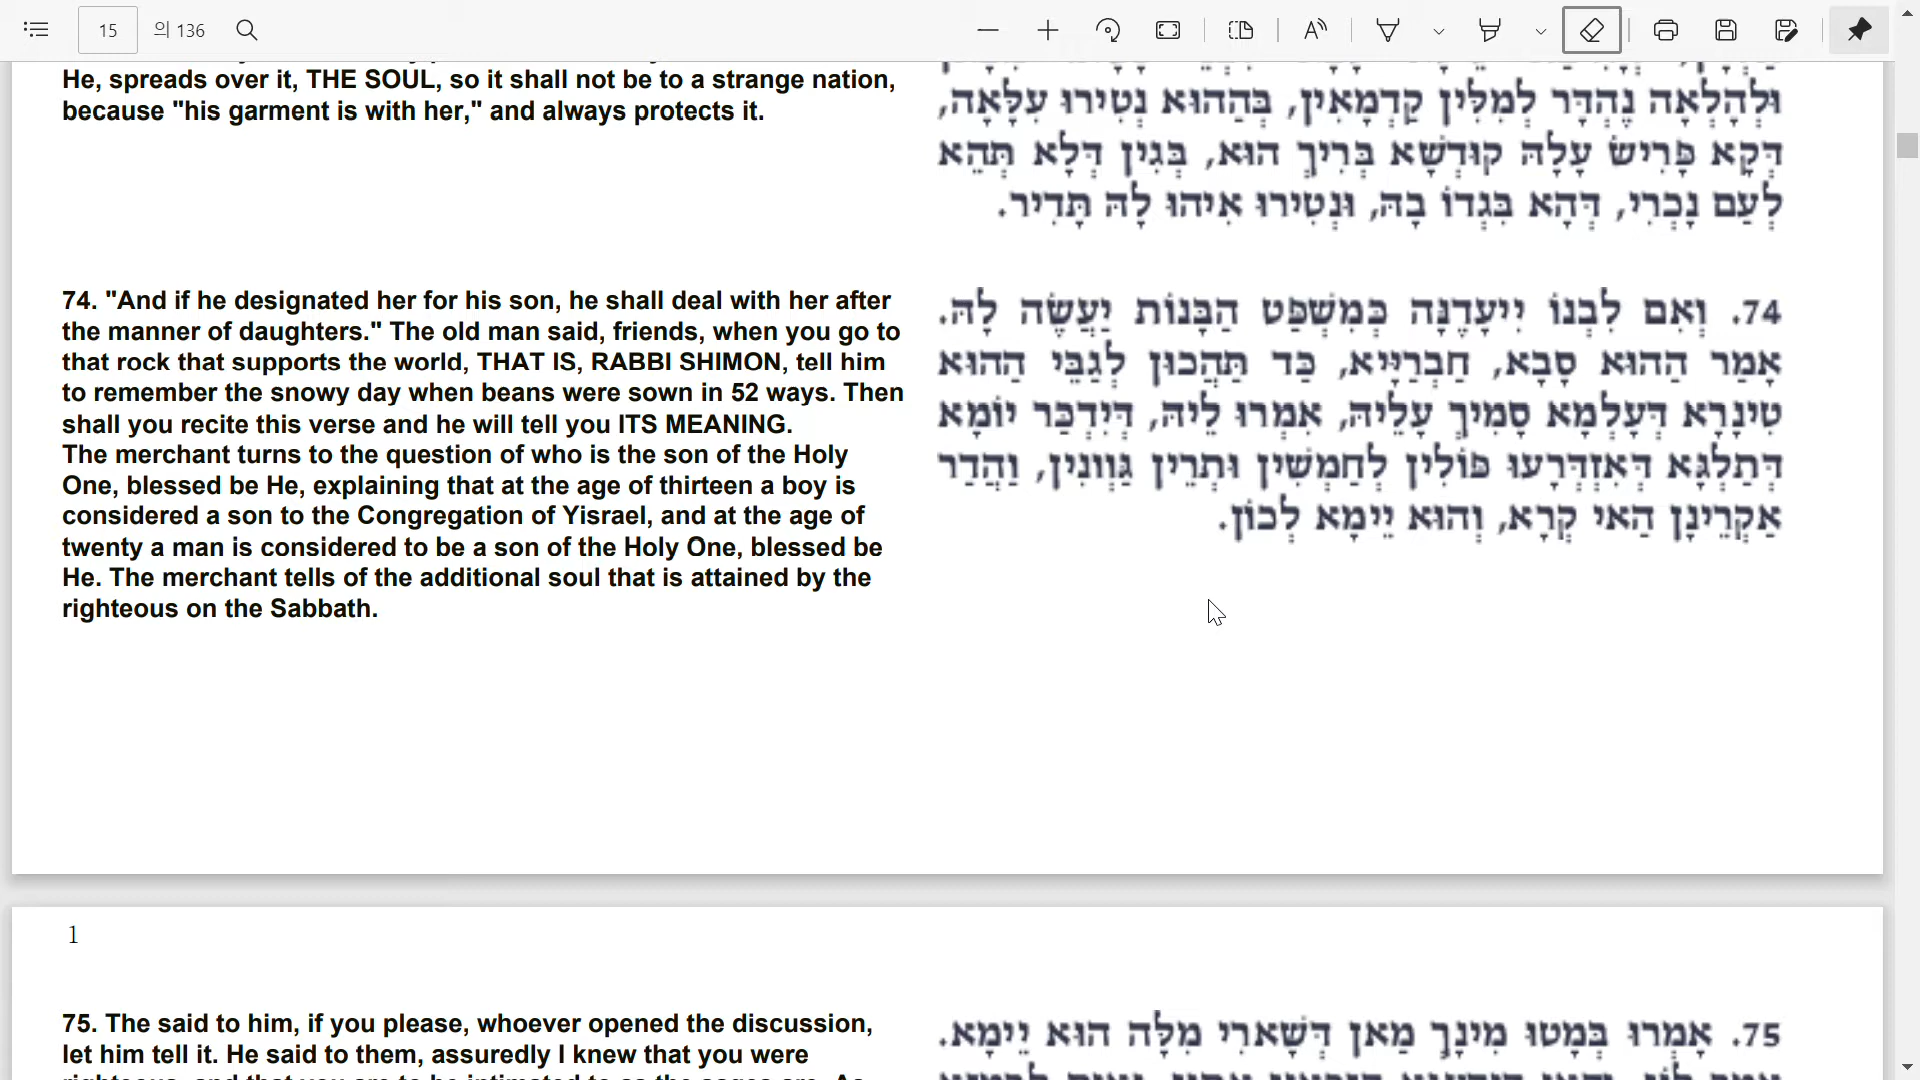 15
의 136
He, spreads over it, THE SOUL, so it shall not be to a strange nation,
because "his garment is with her," and always protects it.
וּלְהָלְאָה נֶהְדָּר לְמִלִּין קַדְמָאִין, בְּהַהוּא נְטִירוּ עִלָּאָה,
דְּקָא פָּרִישׂ עָלָהּ קוּדְשָׁא בְּרִיךְ הוּא, בְּגִין דְּלָא תְּהֵא
לְעַם נָכְרִי, דְּהָא בִּגְדוֹ בָהּ, וּנְטִירוּ אִיהוּ לָהּ תָּדִיר.
74. "And if he designated her for his son, he shall deal with her after
the manner of daughters." The old man said, friends, when you go to
that rock that supports the world, THAT IS, RABBI SHIMON, tell him
to remember the snowy day when beans were sown in 52 ways. Then
shall you recite this verse and he will tell you ITS MEANING.
The merchant turns to the question of who is the son of the Holy
One, blessed be He, explaining that at the age of thirteen a boy is
considered a son to the Congregation of Yisrael, and at the age of
twenty a man is considered to be a son of the Holy One, blessed be
He. The merchant tells of the additional soul that is attained by the
righteous on the Sabbath.
74. וְאִם לִבְנוֹ יִיעָדֶנָּה כְּמִשְׁפַּט הַבָּנוֹת יַעֲשֶׂה לָהּ.
אָמַר הַהוּא סָבָא, חַבְרַיָּיא, כַּד תַּהֲכוּן לְגַבֵּי הַהוּא
טִינָרָא דְּעָלְמָא סָמִיךְ עָלֵיהּ, אִמְרוּ לֵיהּ, דְּיִדְכַּר יוֹמָא
דְּתַלְגָּא דְּאִזְדְּרָעוּ פּוֹלִין לְחַמְשִׁין וּתְרֵין גַּוְונִין, וַהֲדַר
אַקְרֵינָן הַאי קְרָא, וְהוּא יֵימָא לְכוֹן.
1
75. The said to him, if you please, whoever opened the discussion,
let him tell it. He said to them, assuredly I knew that you were
75. אָמְרוּ בְּמָטוּ מִינָךְ מַאן דְּשָׁארִי מִלָּה הוּא יֵימָא.